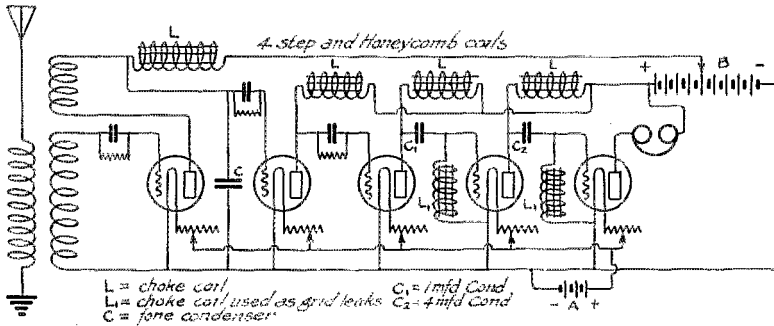 L
4 step and Honeycomb coils
L
L
L
+ B -
C
C₁
C₂
L₁
L₁
- A +
L = choke coil
L₁ = choke coil used as grid leaks
C = fone condenser
C₁ = 1 mfd Cond
C₂ = 4 mfd Cond